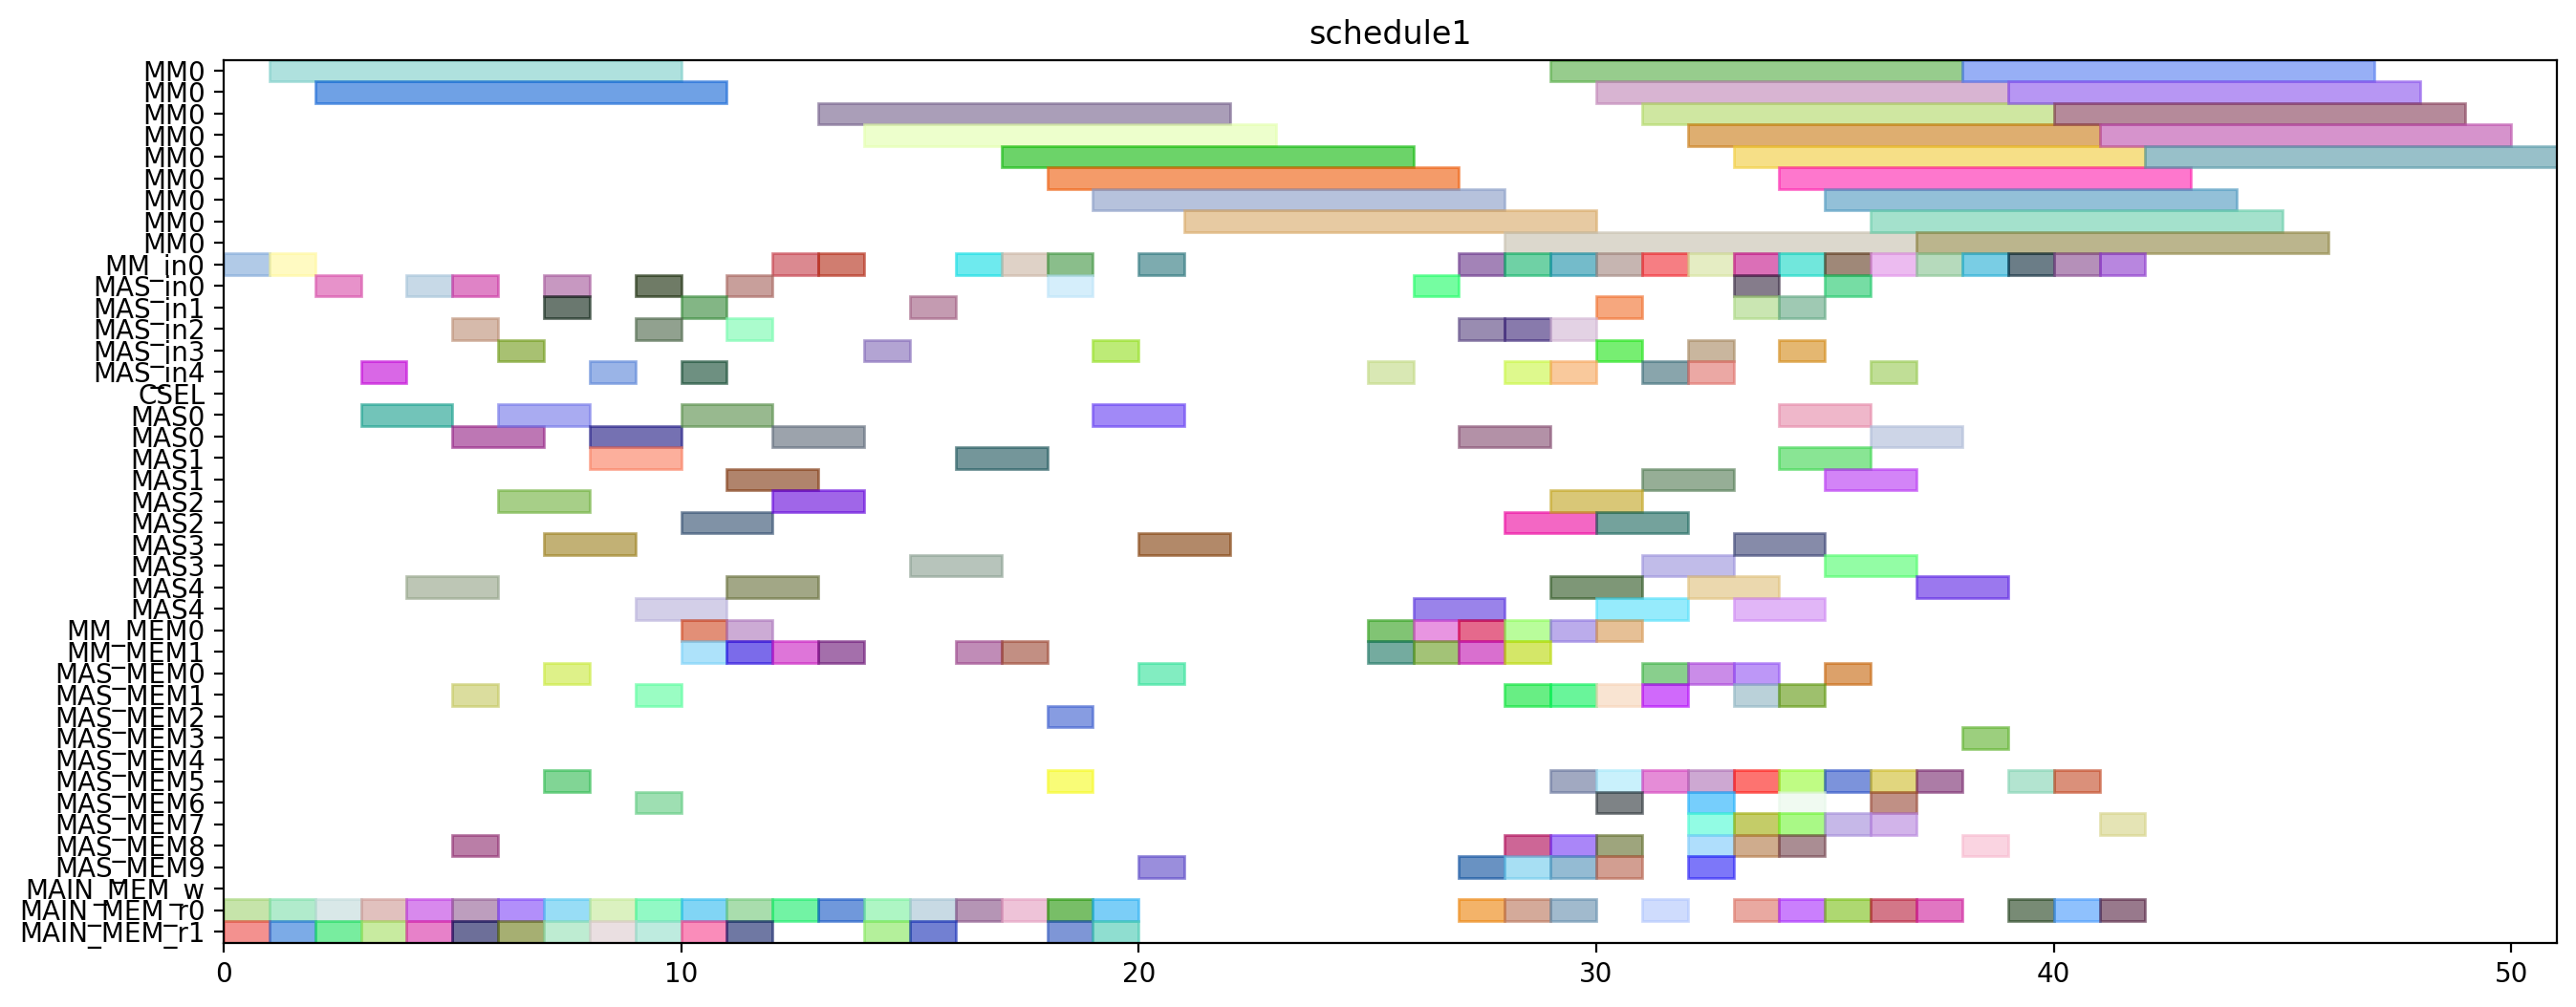 schedule1
MM0
MM0
MM0
MM0
MM0
MM0
MM0
MM0
MM0
MM_in0
MAS_in0
MAS_in1
MAS_in2
MAS_in3
MAS_in4
CSEL
MAS0
MAS0
MAS1
MAS1
MAS2
MAS2
MAS3
MAS3
MAS4
MAS4
MM_MEM0
MM_MEM1
MAS_MEM0
MAS_MEM1
MAS_MEM2
MAS_MEM3
MAS_MEM4
MAS_MEM5
MAS_MEM6
MAS_MEM7
MAS_MEM8
MAS_MEM9
MAIN_MEM_w
MAIN_MEM_r0
MAIN_MEM_r1
0 10 20 30 40 50